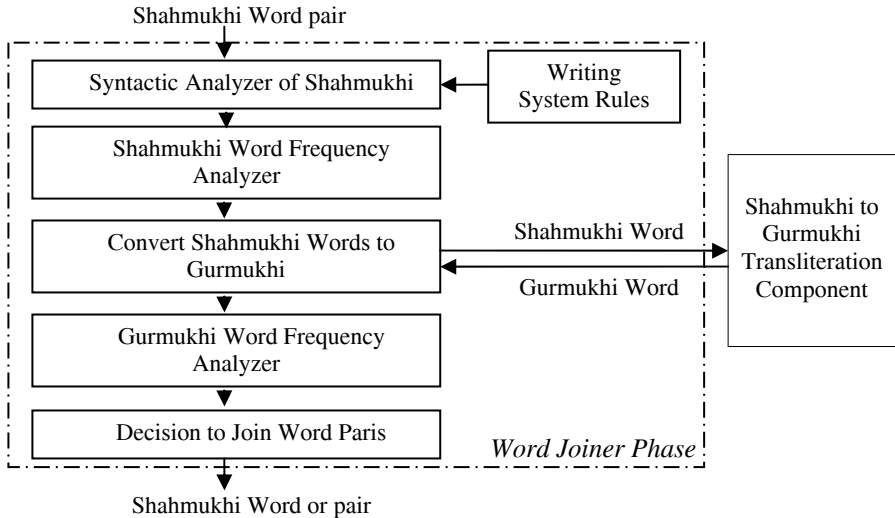 Shahmukhi Word pair
Syntactic Analyzer of Shahmukhi
Writing
System Rules
Shahmukhi Word Frequency
Analyzer
Convert Shahmukhi Words to
Gurmukhi
Shahmukhi Word
Gurmukhi Word
Shahmukhi to
Gurmukhi
Transliteration
Component
Gurmukhi Word Frequency
Analyzer
Decision to Join Word Paris
Word Joiner Phase
Shahmukhi Word or pair